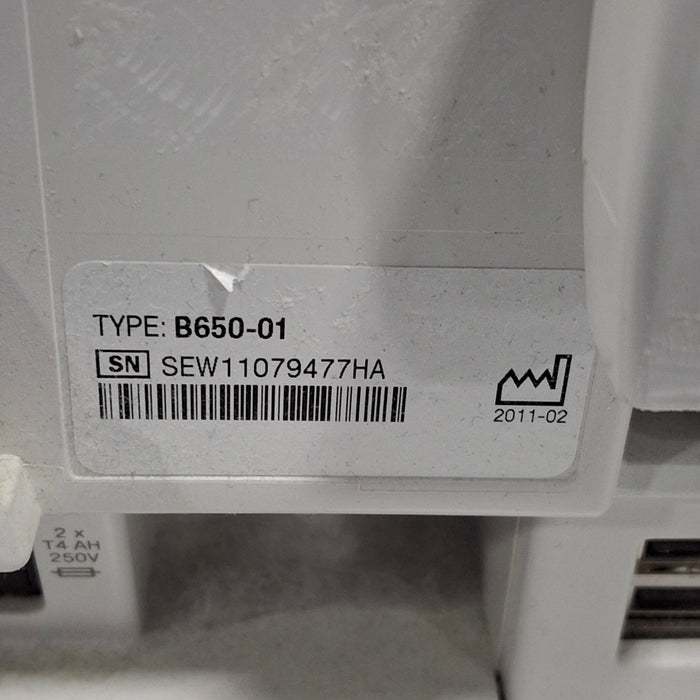 TYPE: B650-01
SN SEW11079477HA
2011-02
2 x
T4 AH
250V